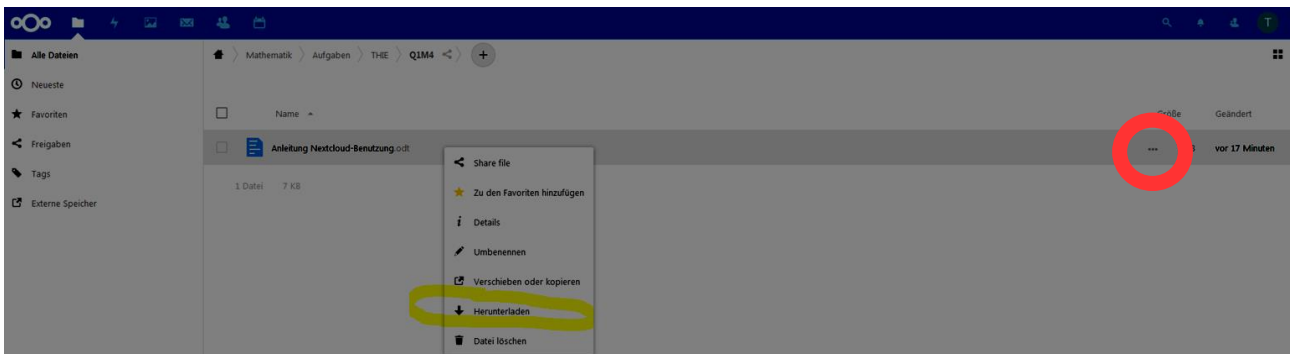 T
Alle Dateien
Mathematik Aufgaben THIE Q1M4 +
Neueste
Favoriten
Name Größe Geändert
Freigaben
Anleitung Nextcloud-Benutzung.odt ... vor 17 Minuten
Share file
Tags
1 Datei 7 KB
Zu den Favoriten hinzufügen
Externe Speicher
Details
Umbenennen
Verschieben oder kopieren
Herunterladen
Datei löschen